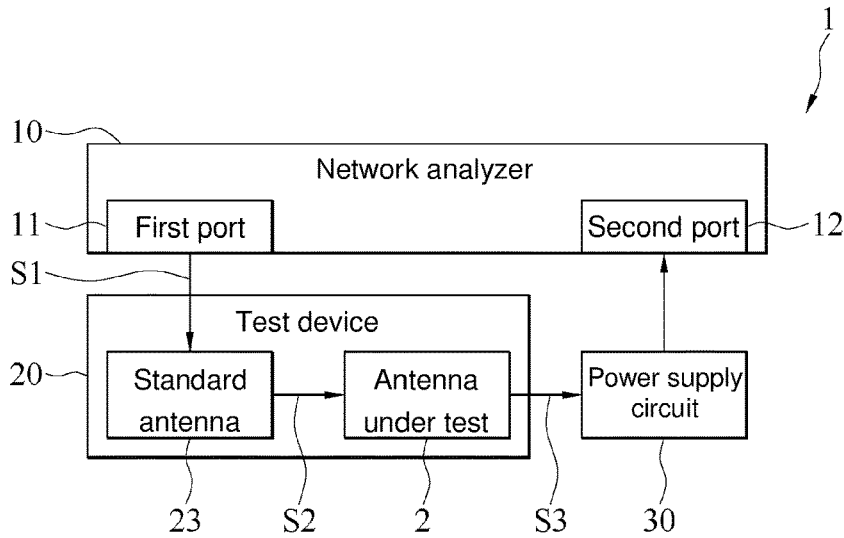 1
10
Network analyzer
11
First port
Second port
12
S1
Test device
20
Standard
antenna
Antenna
under test
Power supply
circuit
23
S2
2
S3
30